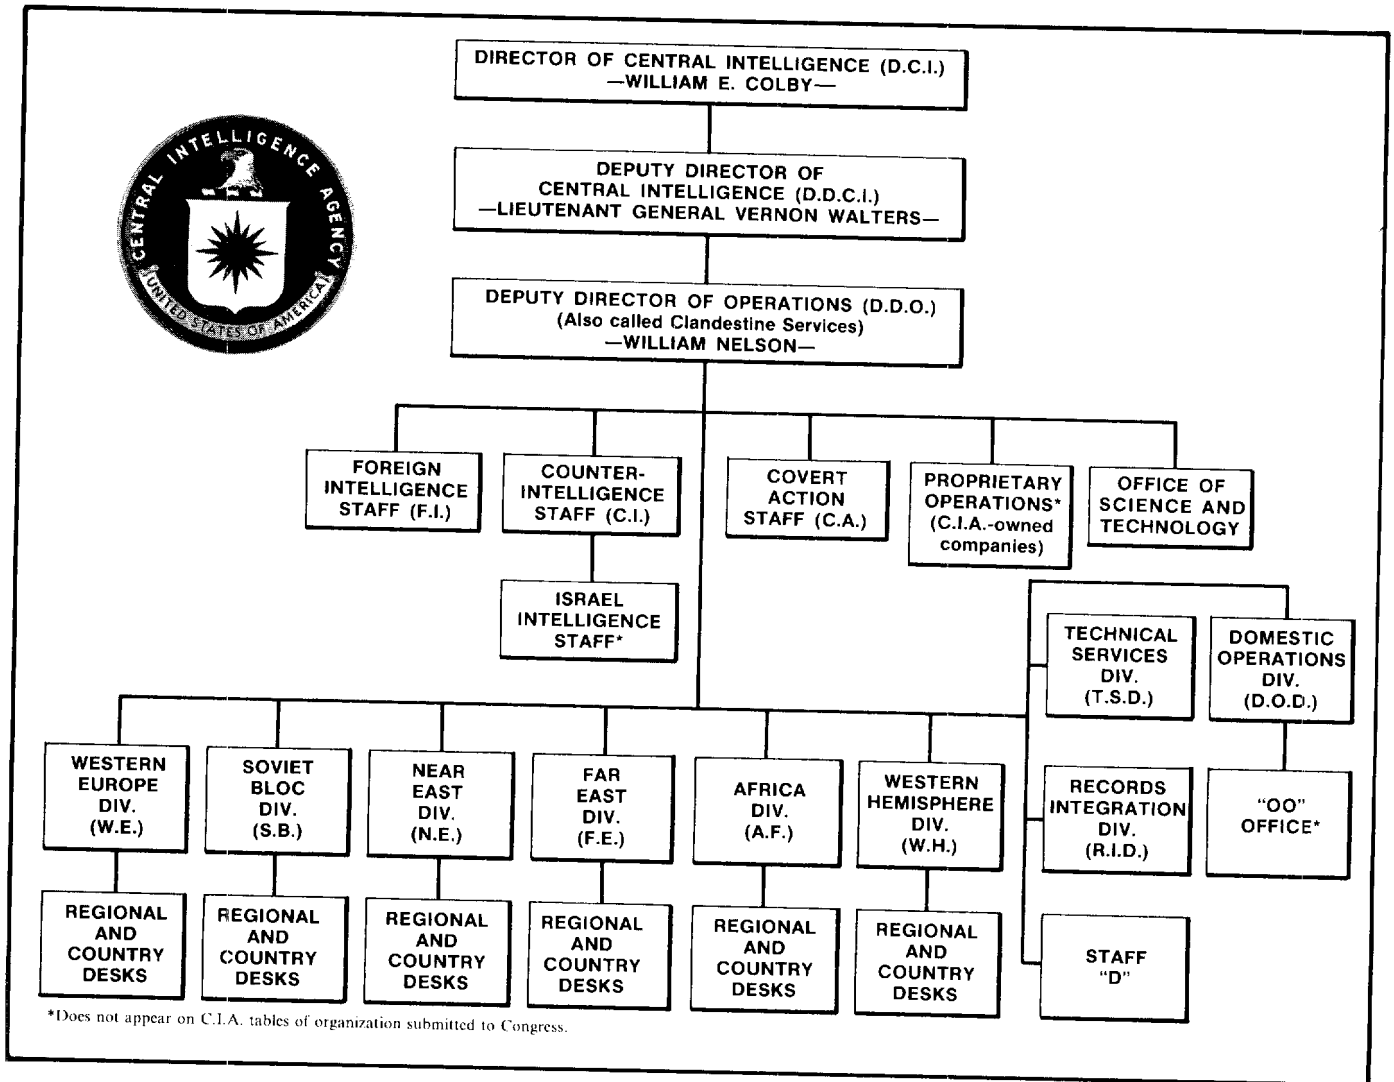 DIRECTOR OF CENTRAL INTELLIGENCE (D.C.I.)
—WILLIAM E. COLBY—
CENTRAL INTELLIGENCE AGENCY
UNITED STATES OF AMERICA
DEPUTY DIRECTOR OF
CENTRAL INTELLIGENCE (D.D.C.I.)
—LIEUTENANT GENERAL VERNON WALTERS—
DEPUTY DIRECTOR OF OPERATIONS (D.D.O.)
(Also called Clandestine Services)
—WILLIAM NELSON—
FOREIGN
INTELLIGENCE
STAFF (F.I.)
COUNTER-
INTELLIGENCE
STAFF (C.I.)
COVERT
ACTION
STAFF (C.A.)
PROPRIETARY
OPERATIONS*
(C.I.A.-owned
companies)
OFFICE OF
SCIENCE AND
TECHNOLOGY
ISRAEL
INTELLIGENCE
STAFF*
TECHNICAL
SERVICES
DIV.
(T.S.D.)
DOMESTIC
OPERATIONS
DIV.
(D.O.D.)
WESTERN
EUROPE
DIV.
(W.E.)
SOVIET
BLOC
DIV.
(S.B.)
NEAR
EAST
DIV.
(N.E.)
FAR
EAST
DIV.
(F.E.)
AFRICA
DIV.
(A.F.)
WESTERN
HEMISPHERE
DIV.
(W.H.)
RECORDS
INTEGRATION
DIV.
(R.I.D.)
"OO"
OFFICE*
REGIONAL
AND
COUNTRY
DESKS
REGIONAL
AND
COUNTRY
DESKS
REGIONAL
AND
COUNTRY
DESKS
REGIONAL
AND
COUNTRY
DESKS
REGIONAL
AND
COUNTRY
DESKS
REGIONAL
AND
COUNTRY
DESKS
STAFF
"D"
*Does not appear on C.I.A. tables of organization submitted to Congress.